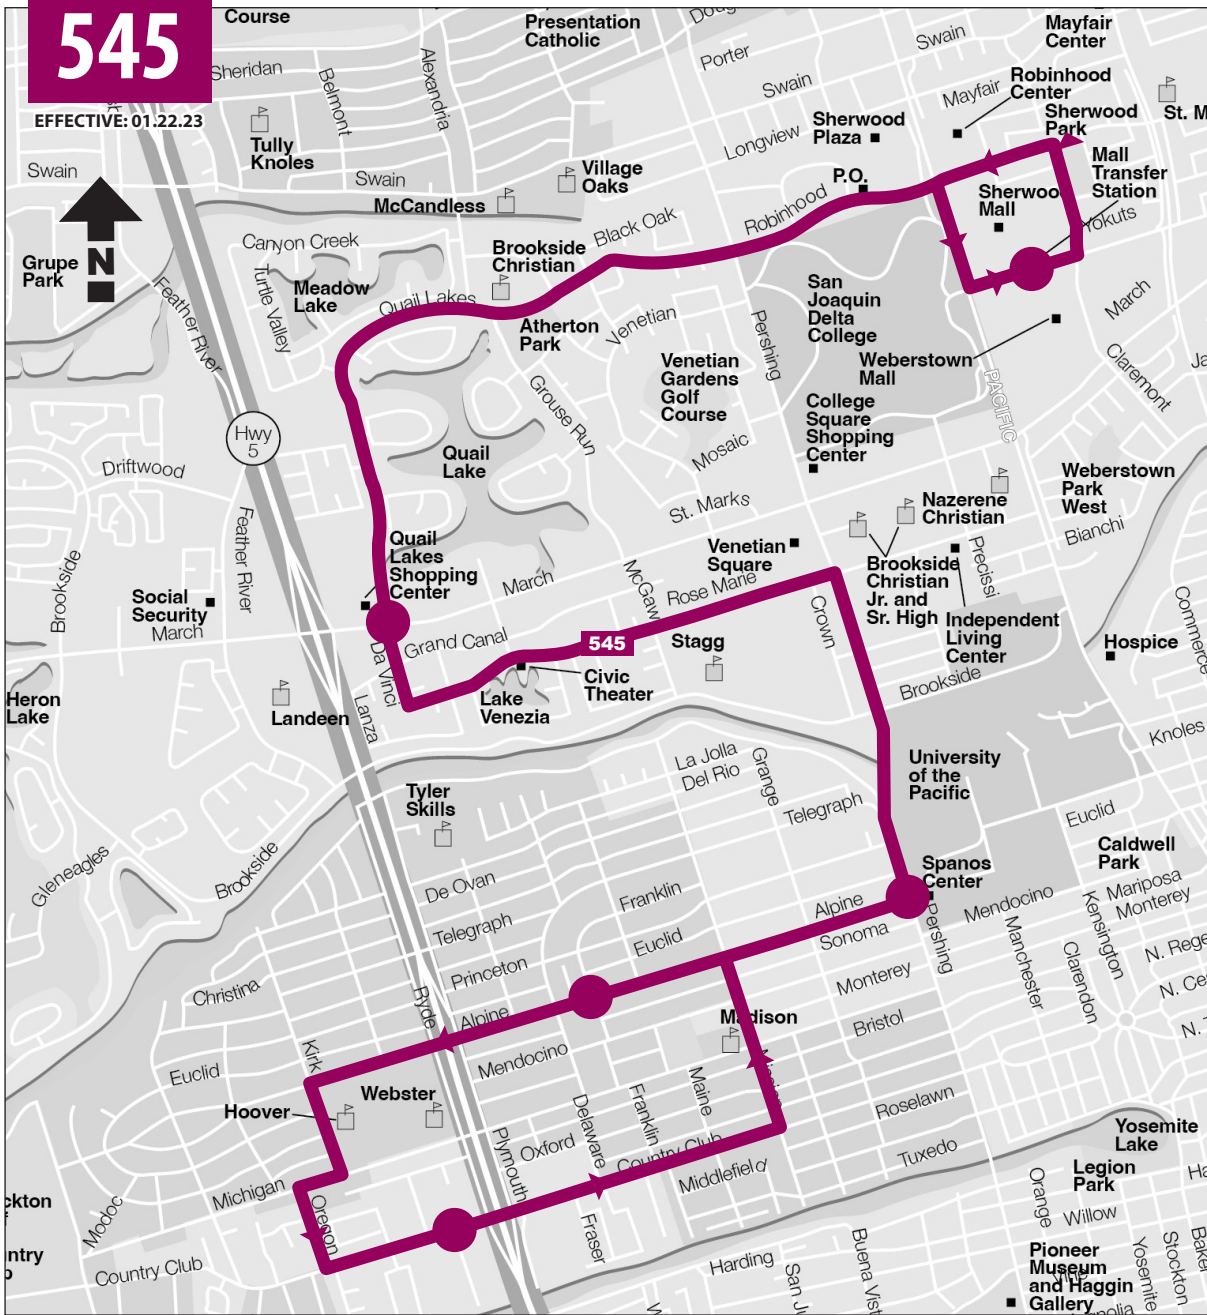 545
EFFECTIVE: 01.22.23
Course
Presentation
Catholic
Mayfair
Center
Swain
Porter
Sheridan
Belmont
Alexandria
Swain
Mayfair
Robinhood
Center
Sherwood
Park
Tully
Knoles
Longview
Sherwood
Plaza
Mall
Transfer
Station
Swain
Swain
Village
Oaks
P.O.
McCandless
Sherwood
Mall
Robinhood
Black Oak
Yokuts
N
Grupe
Park
Canyon Creek
Brookside
Christian
Feather River
Turtle Valley
Meadow
Lake
Quail Lakes
Atherton
Park
Venetian
Pershing
San
Joaquin
Delta
College
March
Weberstown
Mall
Claremont
Venetian
Gardens
Golf
Course
PACIFIC
College
Square
Shopping
Center
Grouse Run
Hwy
5
Quail
Lake
Mosaic
Driftwood
Weberstown
Park
West
St. Marks
Nazerene
Christian
Bianchi
Feather River
Quail
Lakes
Shopping
Center
Venetian
Square
Precissi
Brookside
Christian
Jr. and
Sr. High
Brookside
Social
Security
March
March
McGaw
Rose Marie
Crown
Independent
Living
Center
Commerce
Hospice
Grand Canal
545
Stagg
Da Vinci
Civic
Theater
Brookside
Heron
Lake
Landeen
Lanza
Lake
Venezia
Knoles
La Jolla
Del Rio
Grange
University
of the
Pacific
Tyler
Skills
Telegraph
Euclid
Gleneagles
Brookside
Caldwell
Park
Spanos
Center
De Ovan
Franklin
Alpine
Mendocino
Mariposa
Monterey
Kensington
Telegraph
Euclid
Sonoma
Pershing
Manchester
Clarendon
Princeton
Monterey
Christina
Ryde
Alpine
Madison
Bristol
Kirk
Mendocino
Euclid
Webster
Hoover
Maine
Franklin
Delaware
Roselawn
Plymouth
Oxford
Country Club
Middlefield
Tuxedo
Yosemite
Lake
Legion
Park
Michigan
Oregon
Modoc
Orange
Willow
Country Club
Fraser
Harding
Pioneer
Museum
and Haggin
Gallery
Vine
Yosemite
Stockton